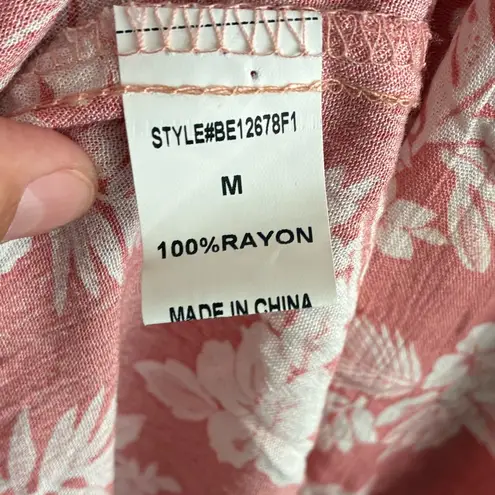 STYLE#BE12678F1
M
100%RAYON
MADE IN CHINA